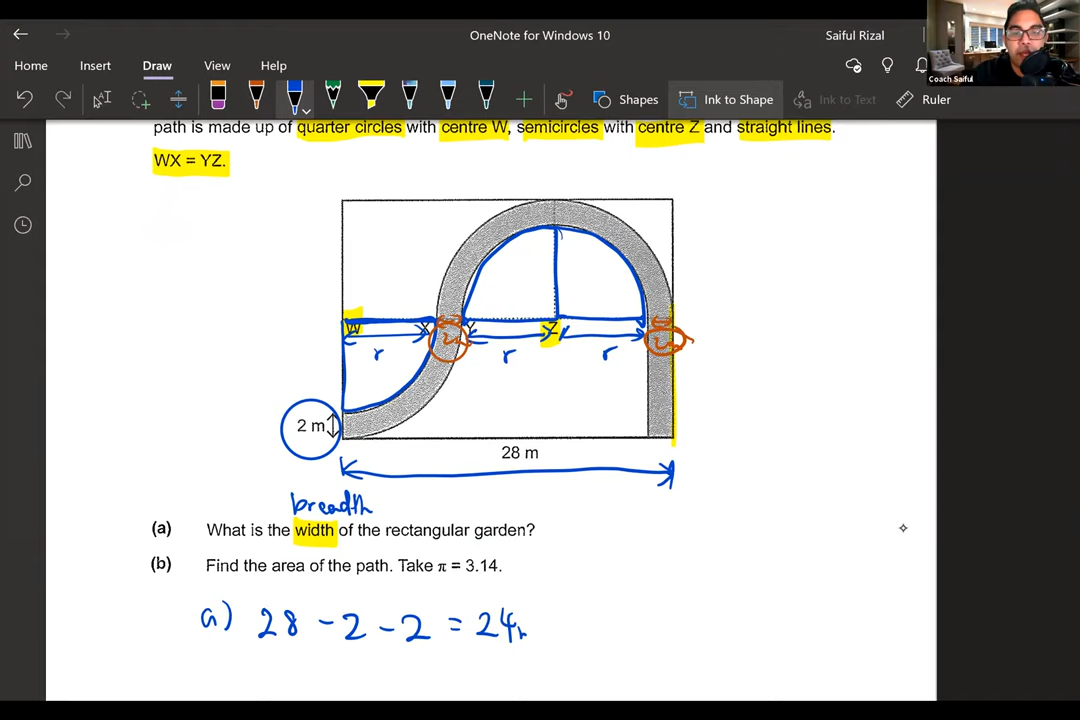 OneNote for Windows 10
Saiful Rizal
Home Insert Draw View Help
Shapes Ink to Shape Ink to Text Ruler
Coach Saiful
path is made up of quarter circles with centre W, semicircles with centre Z and straight lines.
WX = YZ.
W X Y Z
r r r
2 m
28 m
breadth
(a) What is the width of the rectangular garden?
(b) Find the area of the path. Take π = 3.14.
a) 28 - 2 - 2 = 24